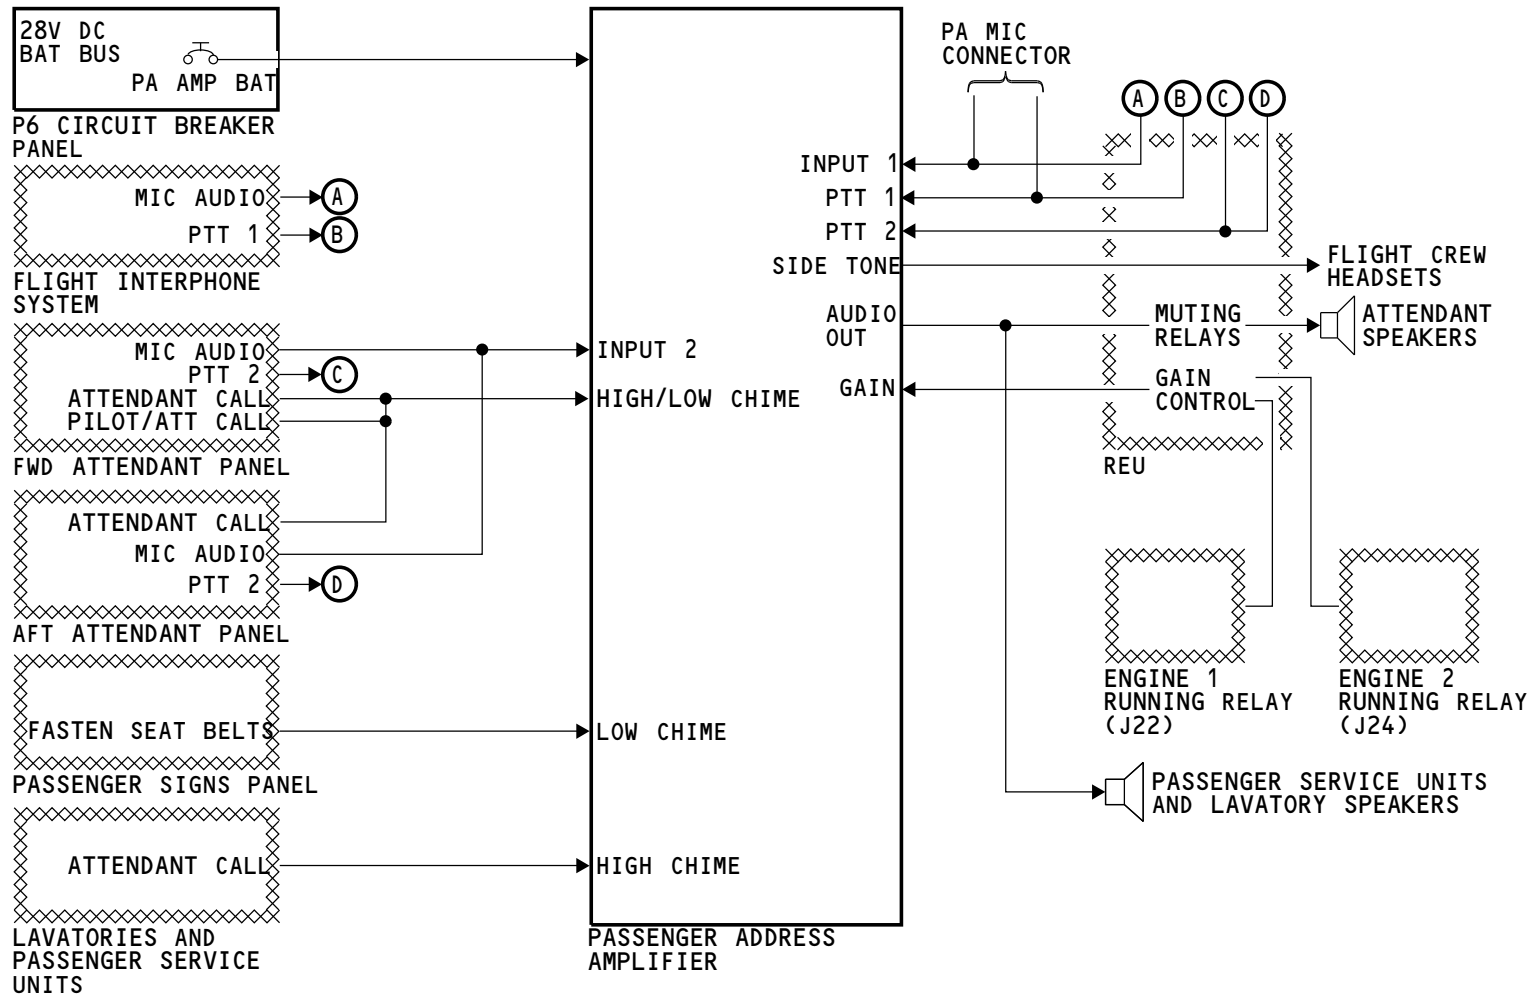 28V DC
BAT BUS
PA AMP BAT
P6 CIRCUIT BREAKER
PANEL
MIC AUDIO
A
PTT 1
B
FLIGHT INTERPHONE
SYSTEM
MIC AUDIO
PTT 2
C
ATTENDANT CALL
PILOT/ATT CALL
FWD ATTENDANT PANEL
ATTENDANT CALL
MIC AUDIO
PTT 2
D
AFT ATTENDANT PANEL
FASTEN SEAT BELTS
PASSENGER SIGNS PANEL
ATTENDANT CALL
LAVATORIES AND
PASSENGER SERVICE
UNITS
INPUT 2
HIGH/LOW CHIME
LOW CHIME
HIGH CHIME
INPUT 1
PTT 1
PTT 2
SIDE TONE
AUDIO
OUT
GAIN
PASSENGER ADDRESS
AMPLIFIER
PA MIC
CONNECTOR
A B C D
FLIGHT CREW
HEADSETS
MUTING
RELAYS
ATTENDANT
SPEAKERS
GAIN
CONTROL
REU
ENGINE 1
RUNNING RELAY
(J22)
ENGINE 2
RUNNING RELAY
(J24)
PASSENGER SERVICE UNITS
AND LAVATORY SPEAKERS